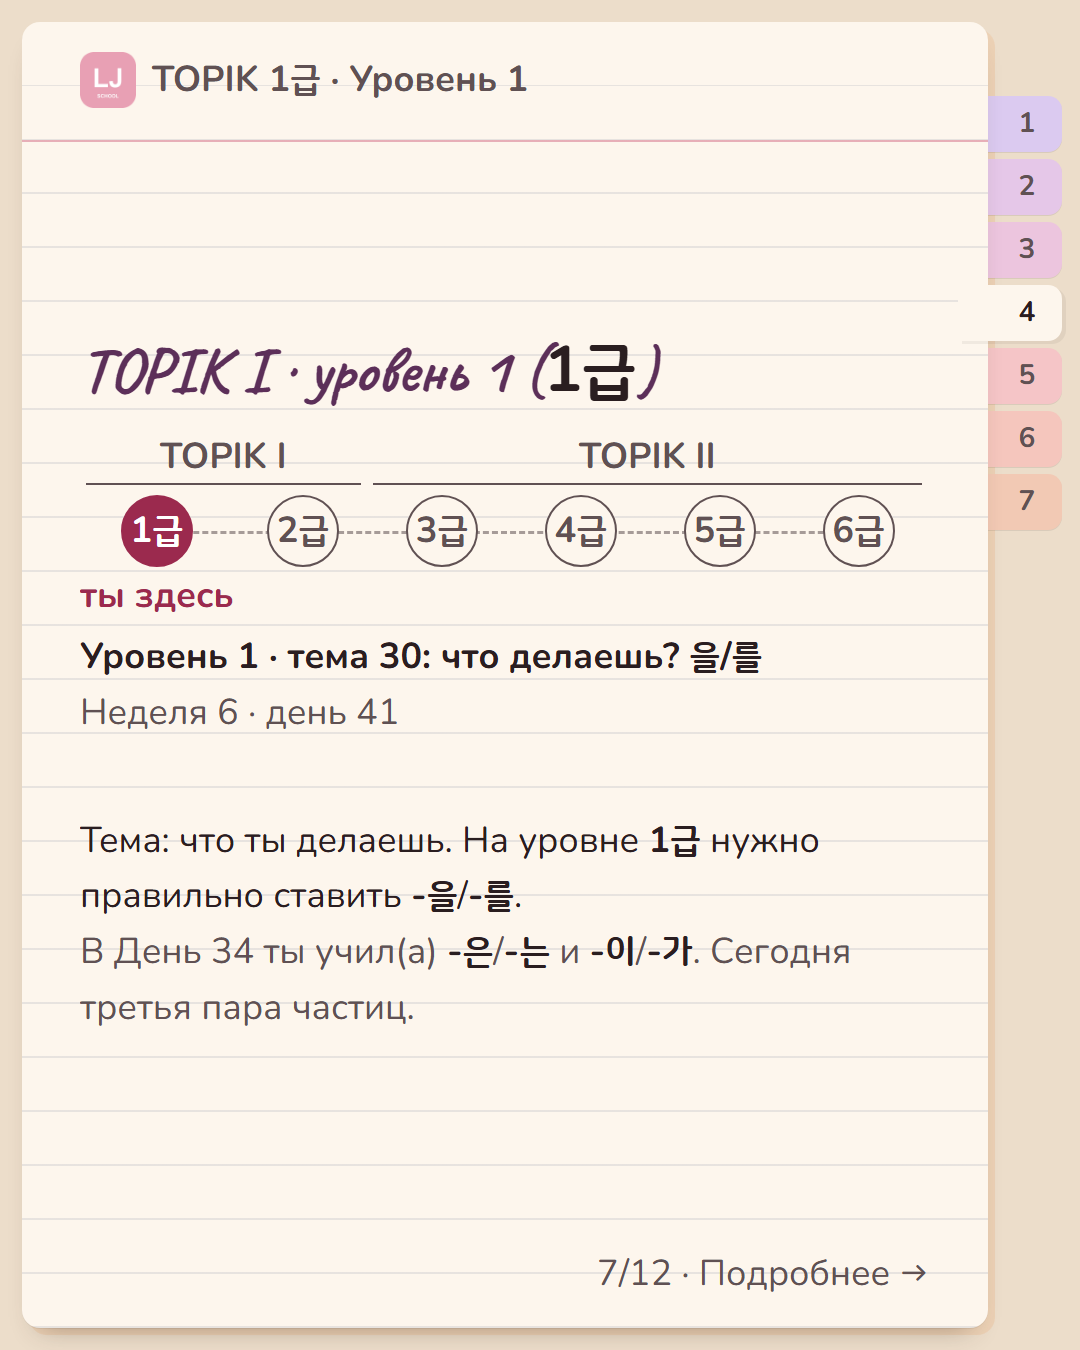 LJ
SCHOOL
TOPIK 1급 · Уровень 1
1
2
3
4
5
6
7
TOPIK I · уровень 1 (1급)
TOPIK I TOPIK II
1급 2급 3급 4급 5급 6급
ты здесь
Уровень 1 · тема 30: что делаешь? 을/를
Неделя 6 · день 41
Тема: что ты делаешь. На уровне 1급 нужно
правильно ставить -을/-를.
В День 34 ты учил(а) -은/-는 и -이/-가. Сегодня
третья пара частиц.
7/12 · Подробнее →